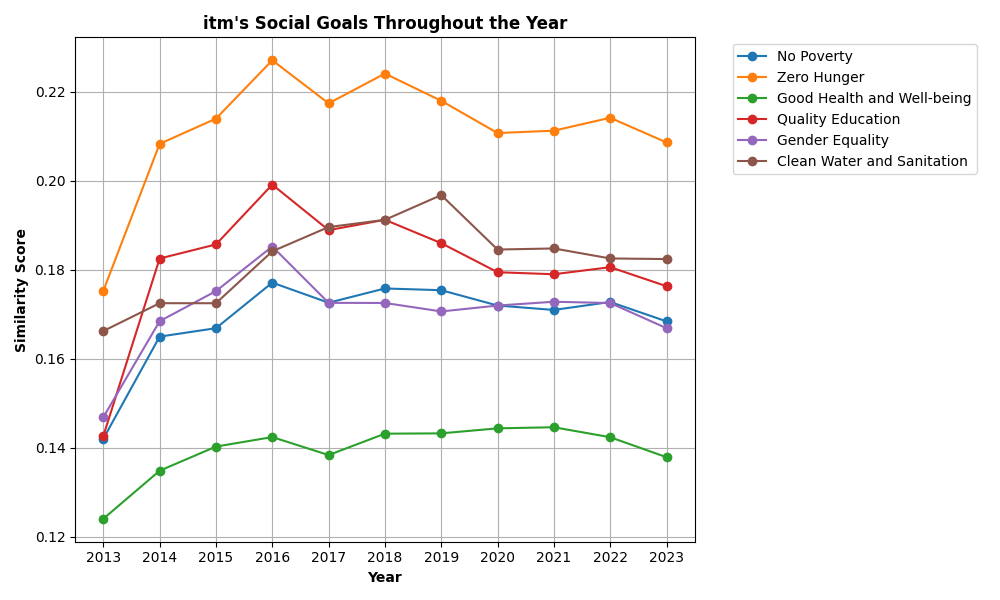 itm's Social Goals Throughout the Year
No Poverty
Zero Hunger
Good Health and Well-being
Quality Education
Gender Equality
Clean Water and Sanitation
Similarity Score
0.22
0.20
0.18
0.16
0.14
0.12
2013 2014 2015 2016 2017 2018 2019 2020 2021 2022 2023
Year